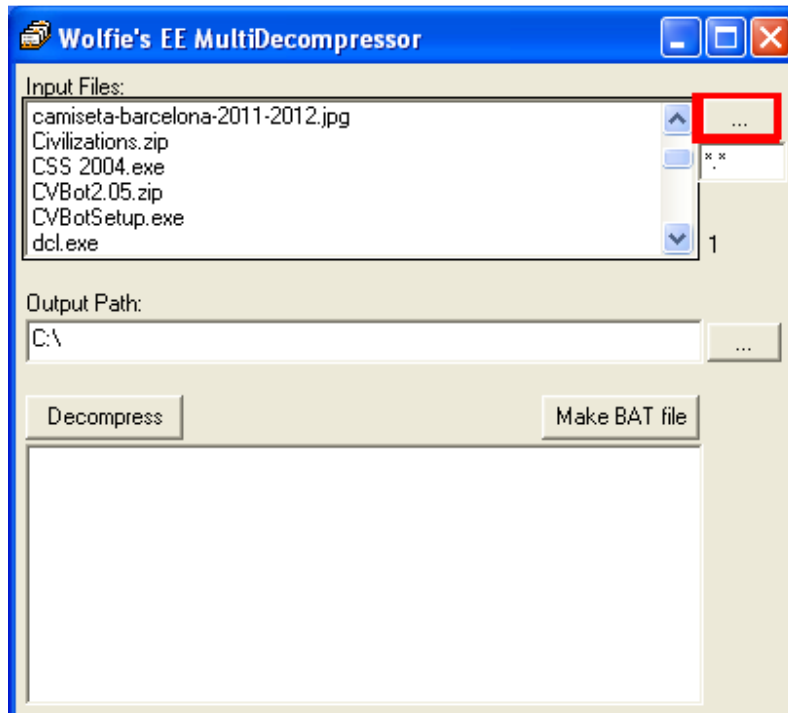 Wolfie's EE MultiDecompressor
Input Files:
camiseta-barcelona-2011-2012.jpg
...
Civilizations.zip
*.*
CSS 2004.exe
CVBot2.05.zip
CVBotSetup.exe
dcl.exe
1
Output Path:
C:\
...
Decompress
Make BAT file